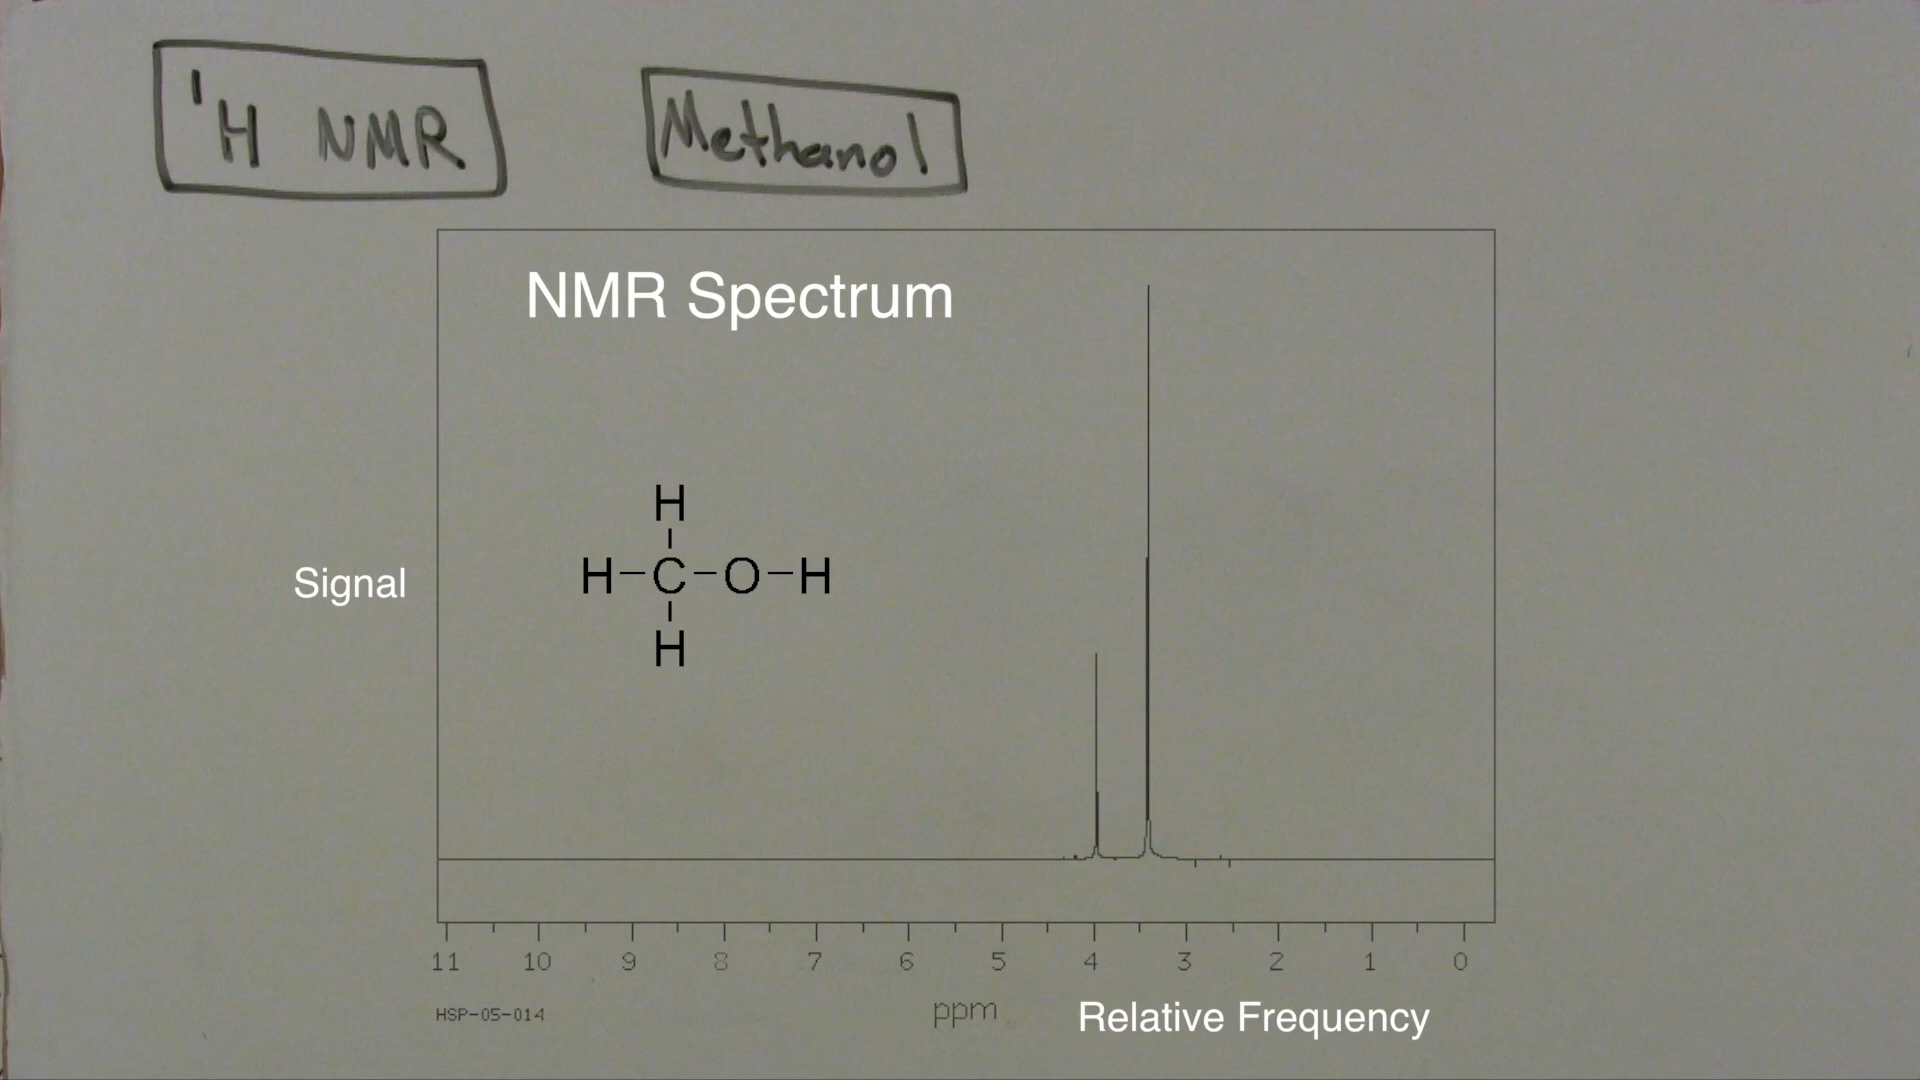 ¹H NMR
Methanol
NMR Spectrum
H
H-C-O-H
H
Signal
11 10 9 8 7 6 5 4 3 2 1 0
HSP-05-014
ppm
Relative Frequency